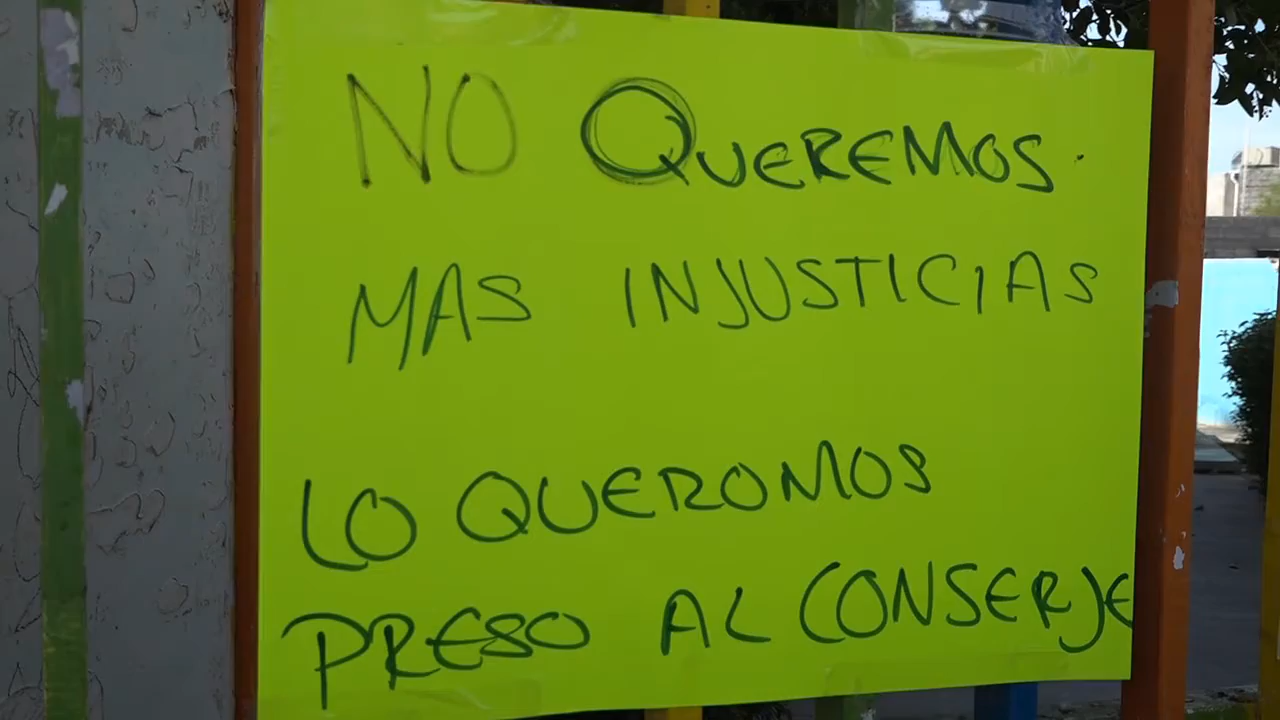 NO QUEREMOS.
MAS INJUSTICIAS
LO QUEROMOS
PRESO AL CONSERJE